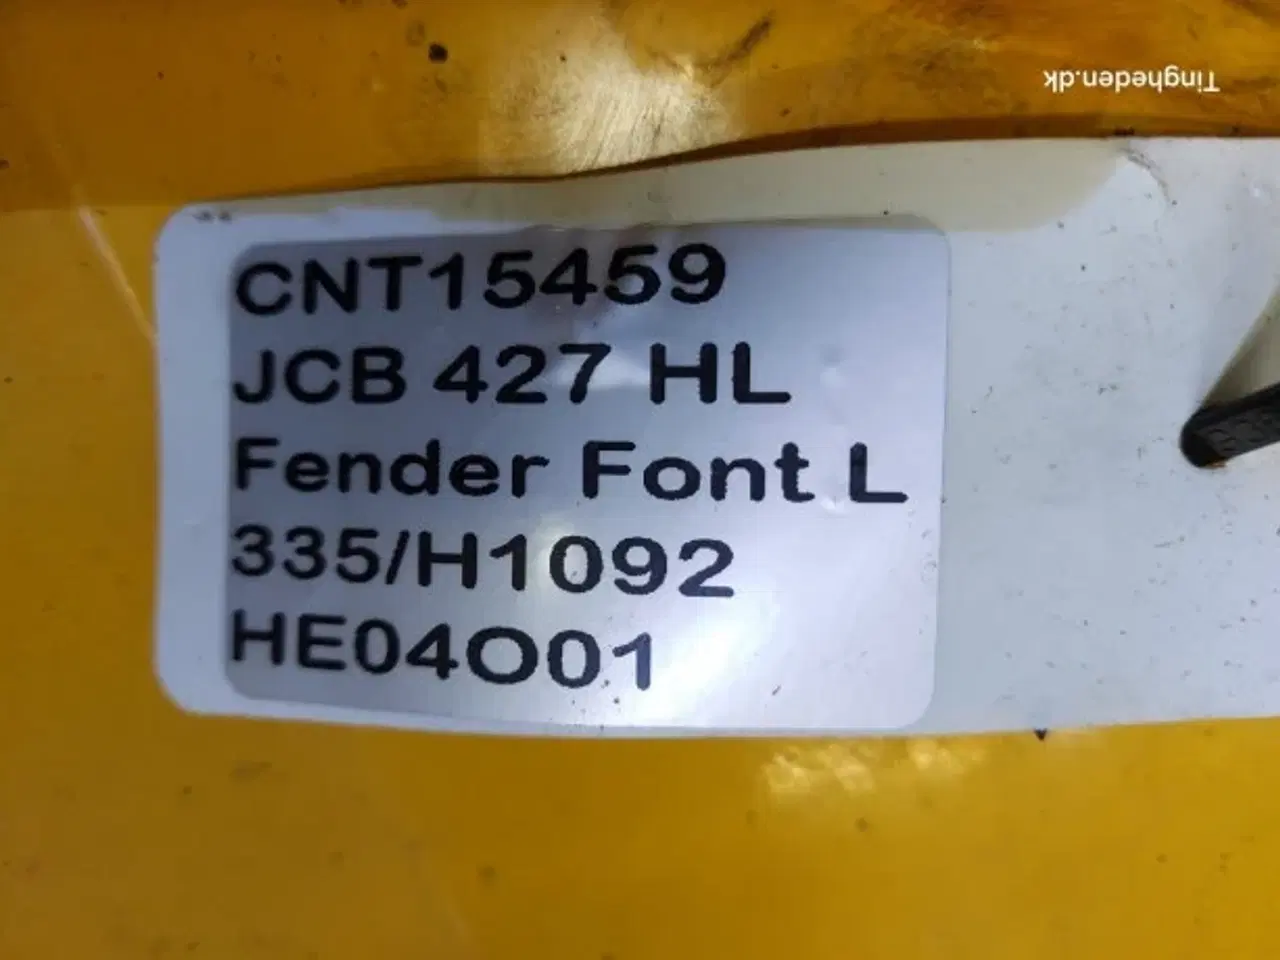 Tingheden.dk
CNT15459
JCB 427 HL
Fender Font L
335/H1092
HE04O01